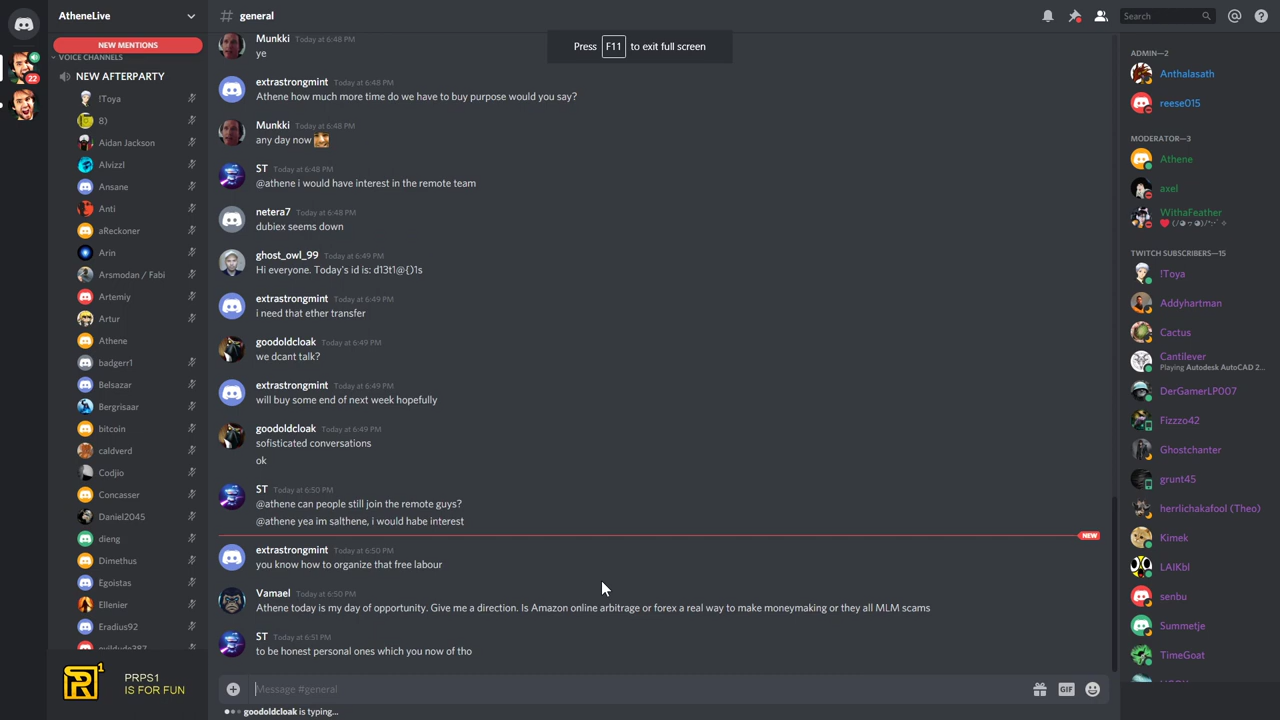 AtheneLive
# general
Search
NEW MENTIONS
22
VOICE CHANNELS
NEW AFTERPARTY
!Toya
8)
Aidan Jackson
Alvizzl
Ansane
Anti
aReckoner
Arin
Arsmodan / Fabi
Artemiy
Artur
Athene
badgerr1
Belsazar
Bergrisaar
bitcoin
caldverd
Codjio
Concasser
Daniel2045
dieng
Dimethus
Egoistas
Ellenier
Eradius92
PRPS1
IS FOR FUN
Press F11 to exit full screen
Munkki Today at 6:48 PM
ye
extrastrongmint Today at 6:48 PM
Athene how much more time do we have to buy purpose would you say?
Munkki Today at 6:48 PM
any day now
ST Today at 6:48 PM
@athene i would have interest in the remote team
netera7 Today at 6:48 PM
dubiex seems down
ghost_owl_99 Today at 6:49 PM
Hi everyone. Today's id is: d13t1@{)1s
extrastrongmint Today at 6:49 PM
i need that ether transfer
goodoldcloak Today at 6:49 PM
we dcant talk?
extrastrongmint Today at 6:49 PM
will buy some end of next week hopefully
goodoldcloak Today at 6:49 PM
sofisticated conversations
ok
ST Today at 6:50 PM
@athene can people still join the remote guys?
@athene yea im salthene, i would habe interest
NEW
extrastrongmint Today at 6:50 PM
you know how to organize that free labour
Vamael Today at 6:50 PM
Athene today is my day of opportunity. Give me a direction. Is Amazon online arbitrage or forex a real way to make moneymaking or they all MLM scams
ST Today at 6:51 PM
to be honest personal ones which you now of tho
Message #general
GIF
goodoldcloak is typing...
ADMIN—2
Anthalasath
reese015
MODERATOR—3
Athene
axel
WithaFeather
TWITCH SUBSCRIBERS—15
!Toya
Addyhartman
Cactus
Cantilever
Playing Autodesk AutoCAD 2...
DerGamerLP007
Fizzzo42
Ghostchanter
grunt45
herrlichakafool (Theo)
Kimek
LAIKbl
senbu
Summetje
TimeGoat